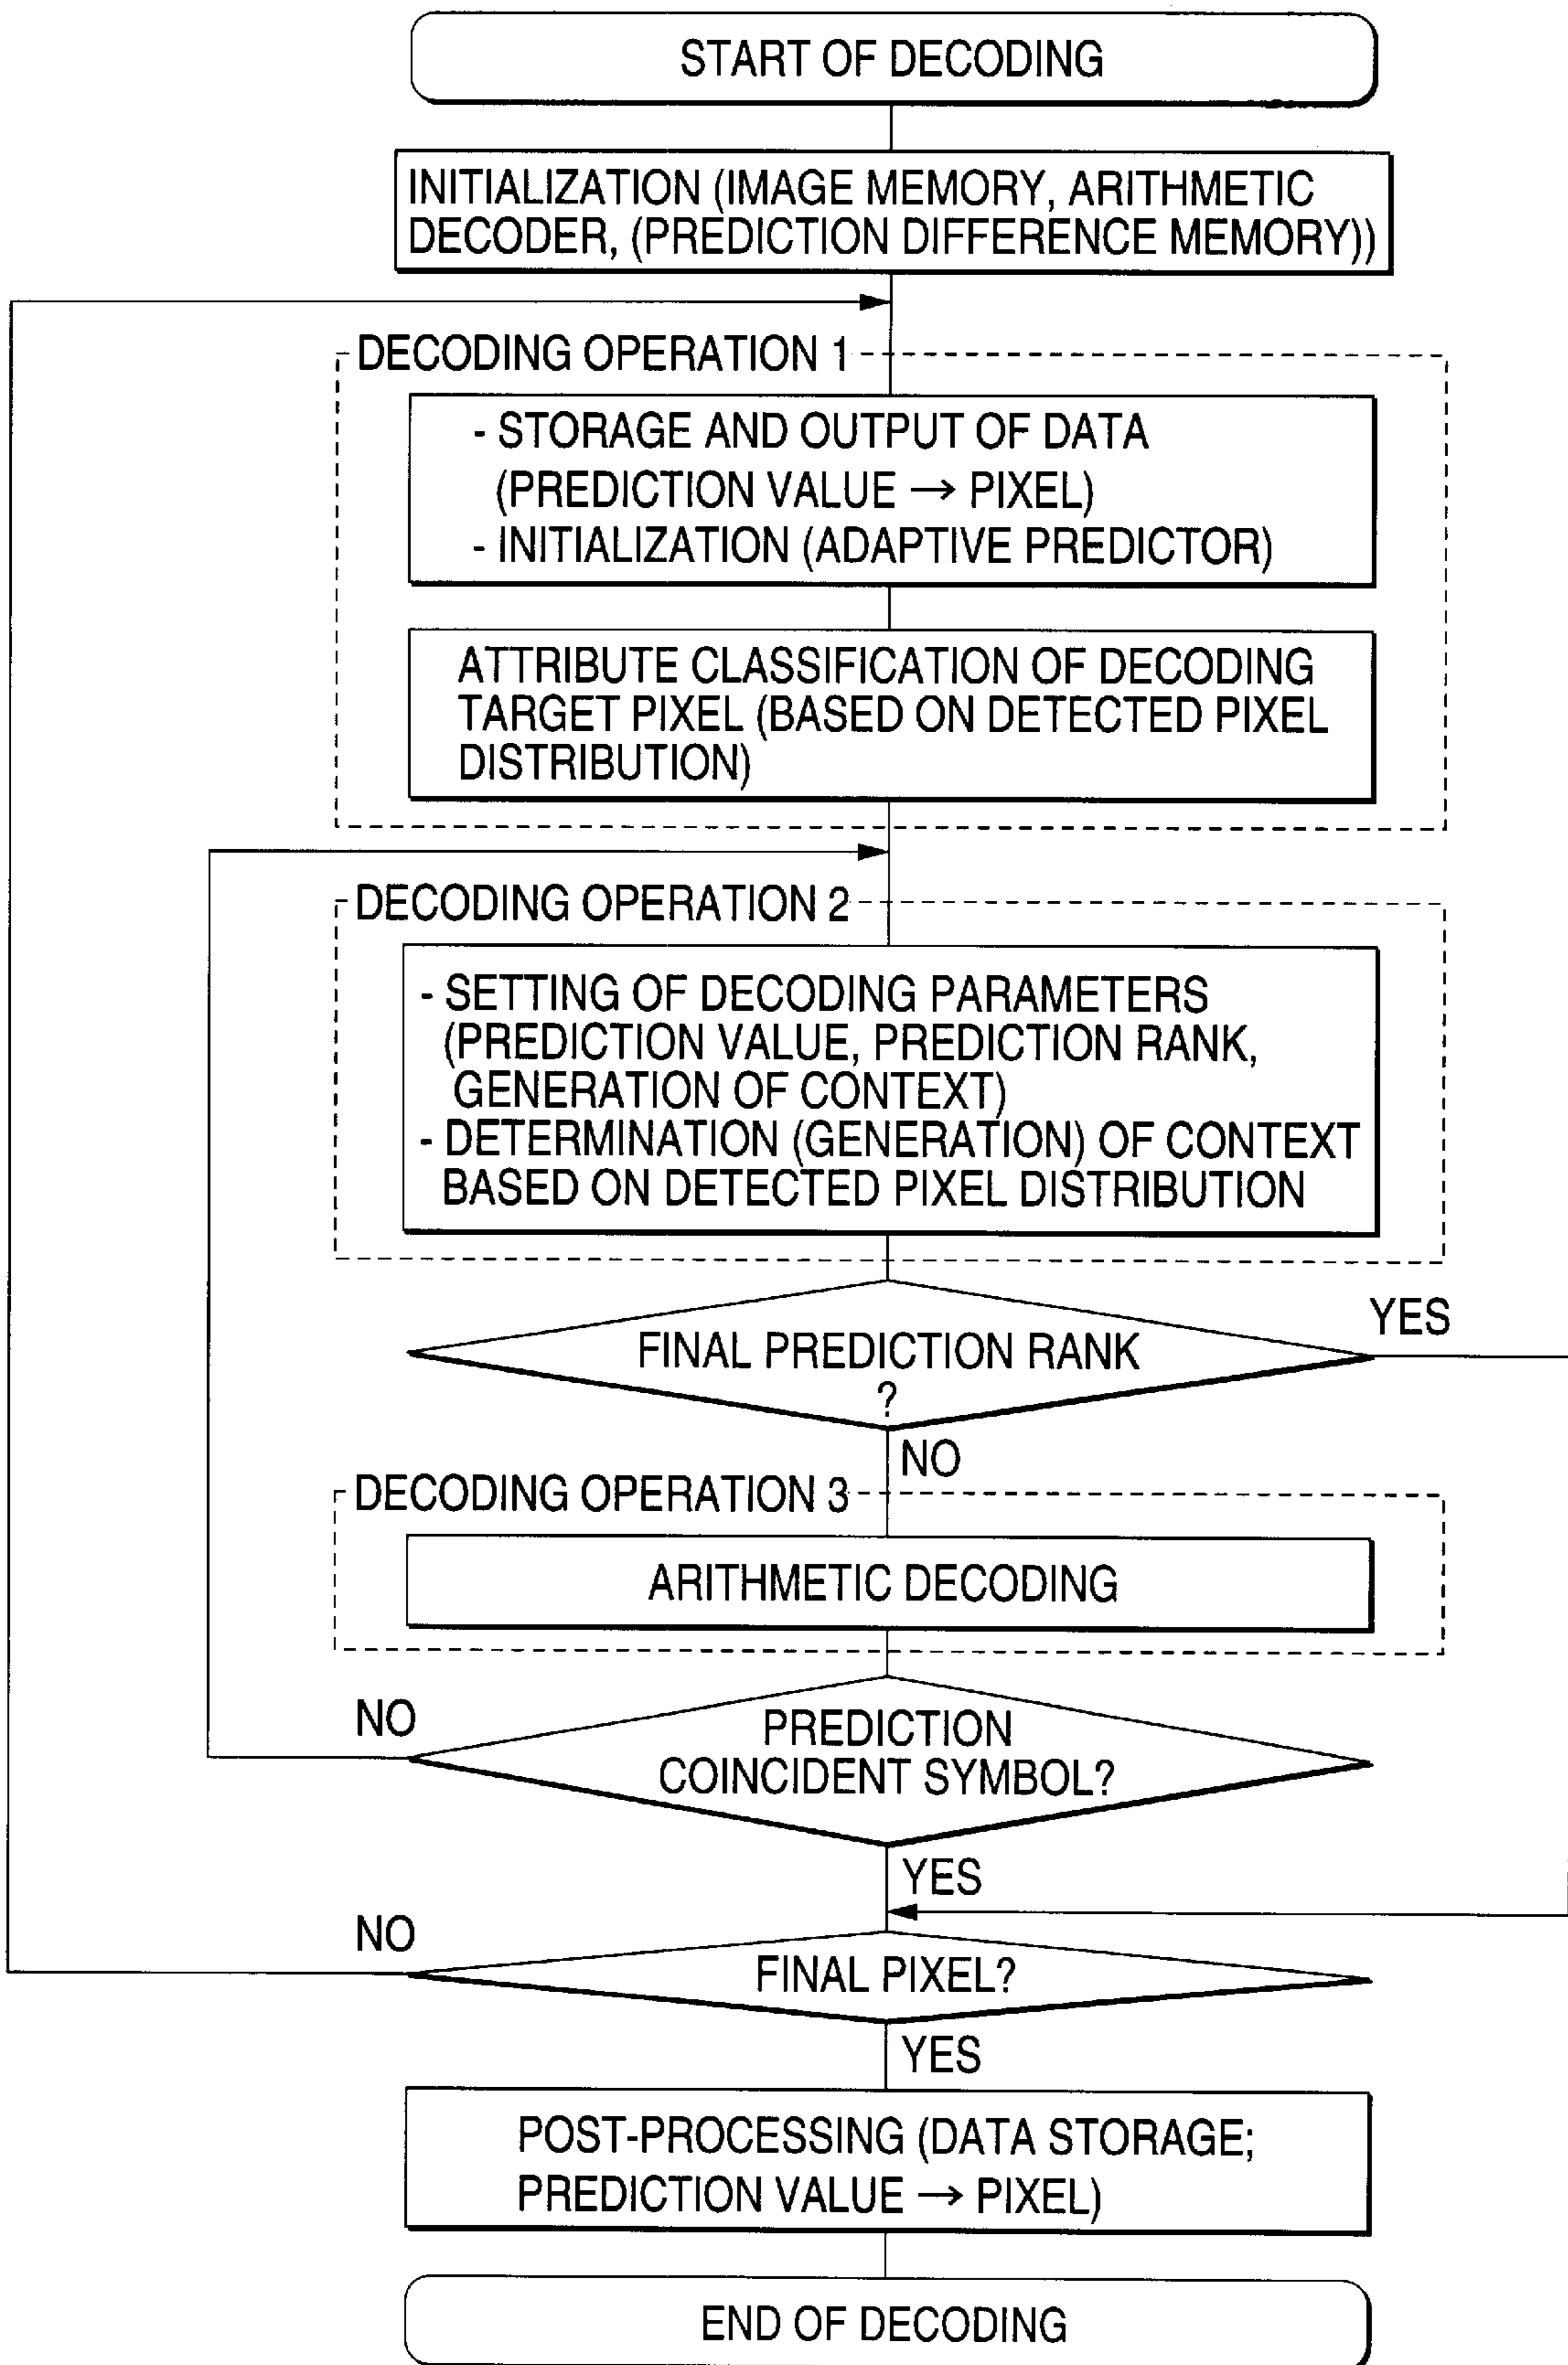 START OF DECODING
INITIALIZATION (IMAGE MEMORY, ARITHMETIC
DECODER, (PREDICTION DIFFERENCE MEMORY))
DECODING OPERATION 1
- STORAGE AND OUTPUT OF DATA
(PREDICTION VALUE → PIXEL)
- INITIALIZATION (ADAPTIVE PREDICTOR)
ATTRIBUTE CLASSIFICATION OF DECODING
TARGET PIXEL (BASED ON DETECTED PIXEL
DISTRIBUTION)
DECODING OPERATION 2
- SETTING OF DECODING PARAMETERS
(PREDICTION VALUE, PREDICTION RANK,
GENERATION OF CONTEXT)
- DETERMINATION (GENERATION) OF CONTEXT
BASED ON DETECTED PIXEL DISTRIBUTION
YES
FINAL PREDICTION RANK
?
NO
DECODING OPERATION 3
ARITHMETIC DECODING
NO
PREDICTION
COINCIDENT SYMBOL?
YES
NO
FINAL PIXEL?
YES
POST-PROCESSING (DATA STORAGE;
PREDICTION VALUE → PIXEL)
END OF DECODING